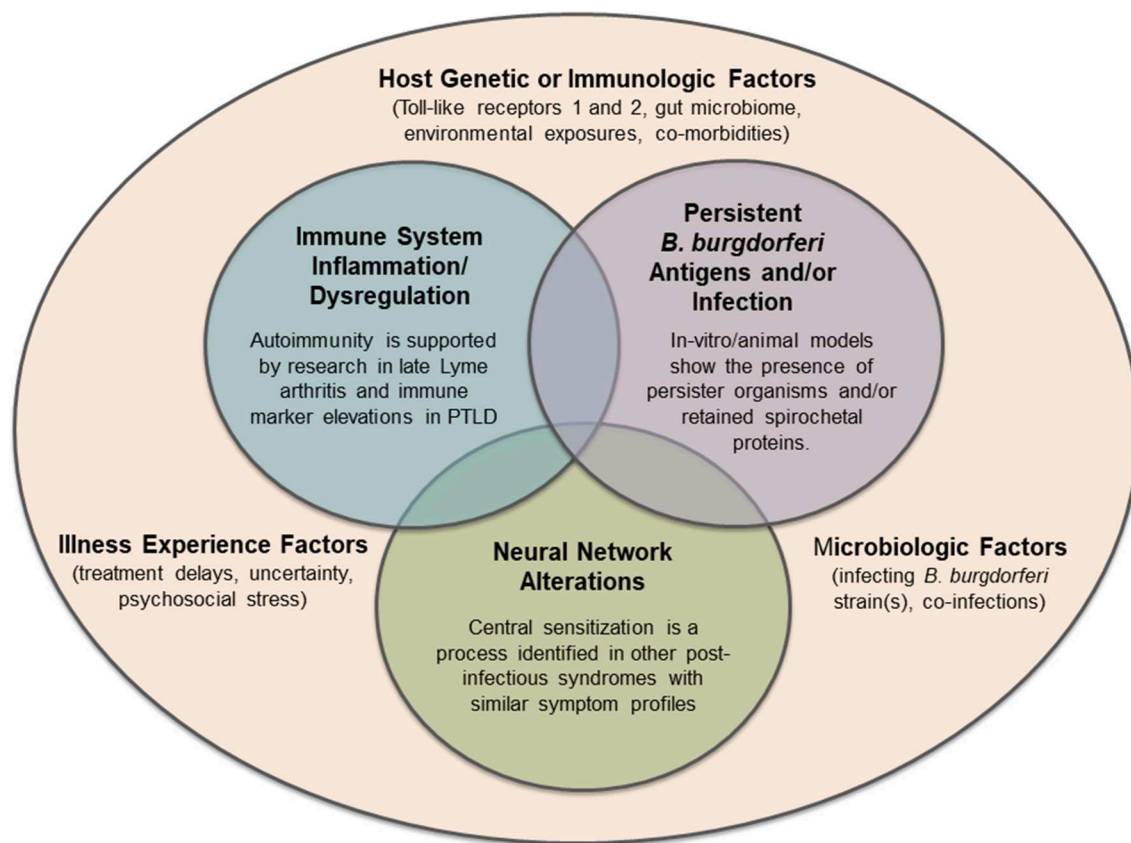 Host Genetic or Immunologic Factors
(Toll-like receptors 1 and 2, gut microbiome,
environmental exposures, co-morbidities)
Immune System
Inflammation/
Dysregulation
Autoimmunity is supported
by research in late Lyme
arthritis and immune
marker elevations in PTLD
Persistent
B. burgdorferi
Antigens and/or
Infection
In-vitro/animal models
show the presence of
persister organisms and/or
retained spirochetal
proteins.
Illness Experience Factors
(treatment delays, uncertainty,
psychosocial stress)
Neural Network
Alterations
Central sensitization is a
process identified in other post-
infectious syndromes with
similar symptom profiles
Microbiologic Factors
(infecting B. burgdorferi
strain(s), co-infections)